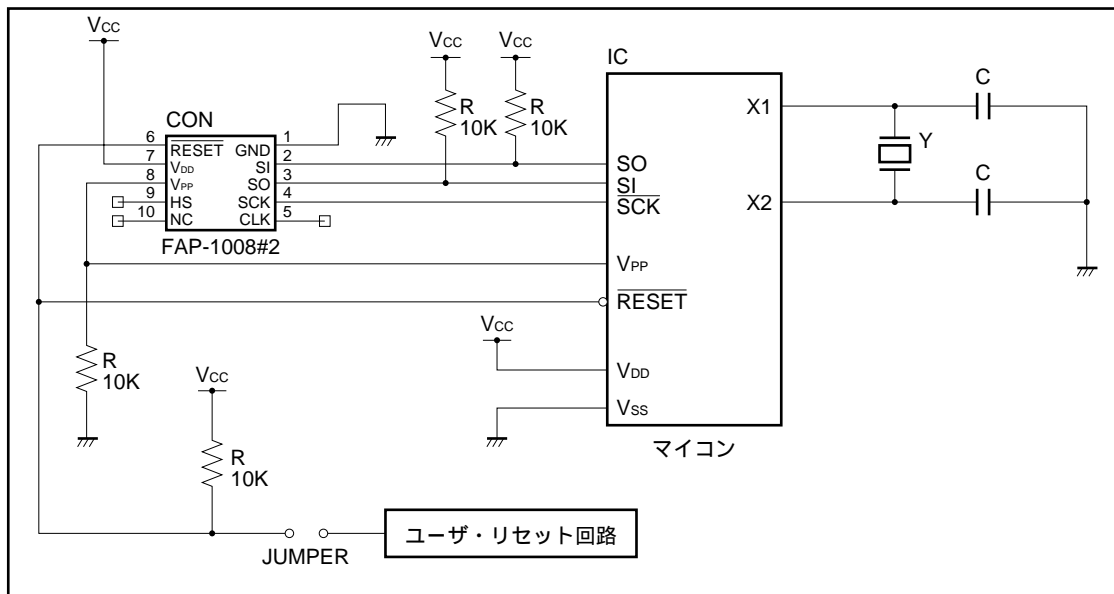 VCC
VCC
VCC
IC
R
10K
R
10K
CON
6
7
8
9
10
RESET
VDD
VPP
HS
NC
GND
SI
SO
SCK
CLK
1
2
3
4
5
FAP-1008#2
SO
SI
SCK
VPP
RESET
VDD
VSS
X1
X2
C
Y
C
VCC
R
10K
VCC
R
10K
マイコン
JUMPER
ユーザ・リセット回路